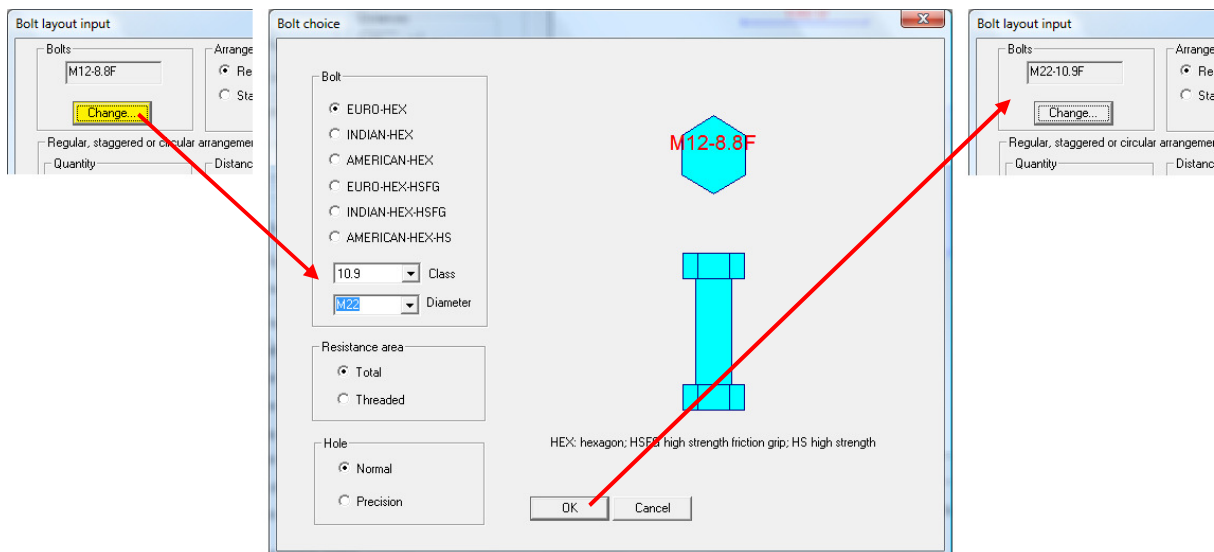 Bolt layout input
Bolts
Arrange
M12-8.8F
Re
Sta
Change...
Regular, staggered or circular arrangeme
Quantity
Distanc
Bolt choice
Bolt
EURO-HEX
INDIAN-HEX
AMERICAN-HEX
EURO-HEX-HSFG
INDIAN-HEX-HSFG
AMERICAN-HEX-HS
10.9 Class
M22 Diameter
Resistance area
Total
Threaded
Hole
Normal
Precision
M12-8.8F
HEX: hexagon; HSFG high strength friction grip; HS high strength
OK
Cancel
Bolt layout input
Bolts
Arrange
M22-10.9F
Re
Sta
Change...
Regular, staggered or circular arrangeme
Quantity
Distanc